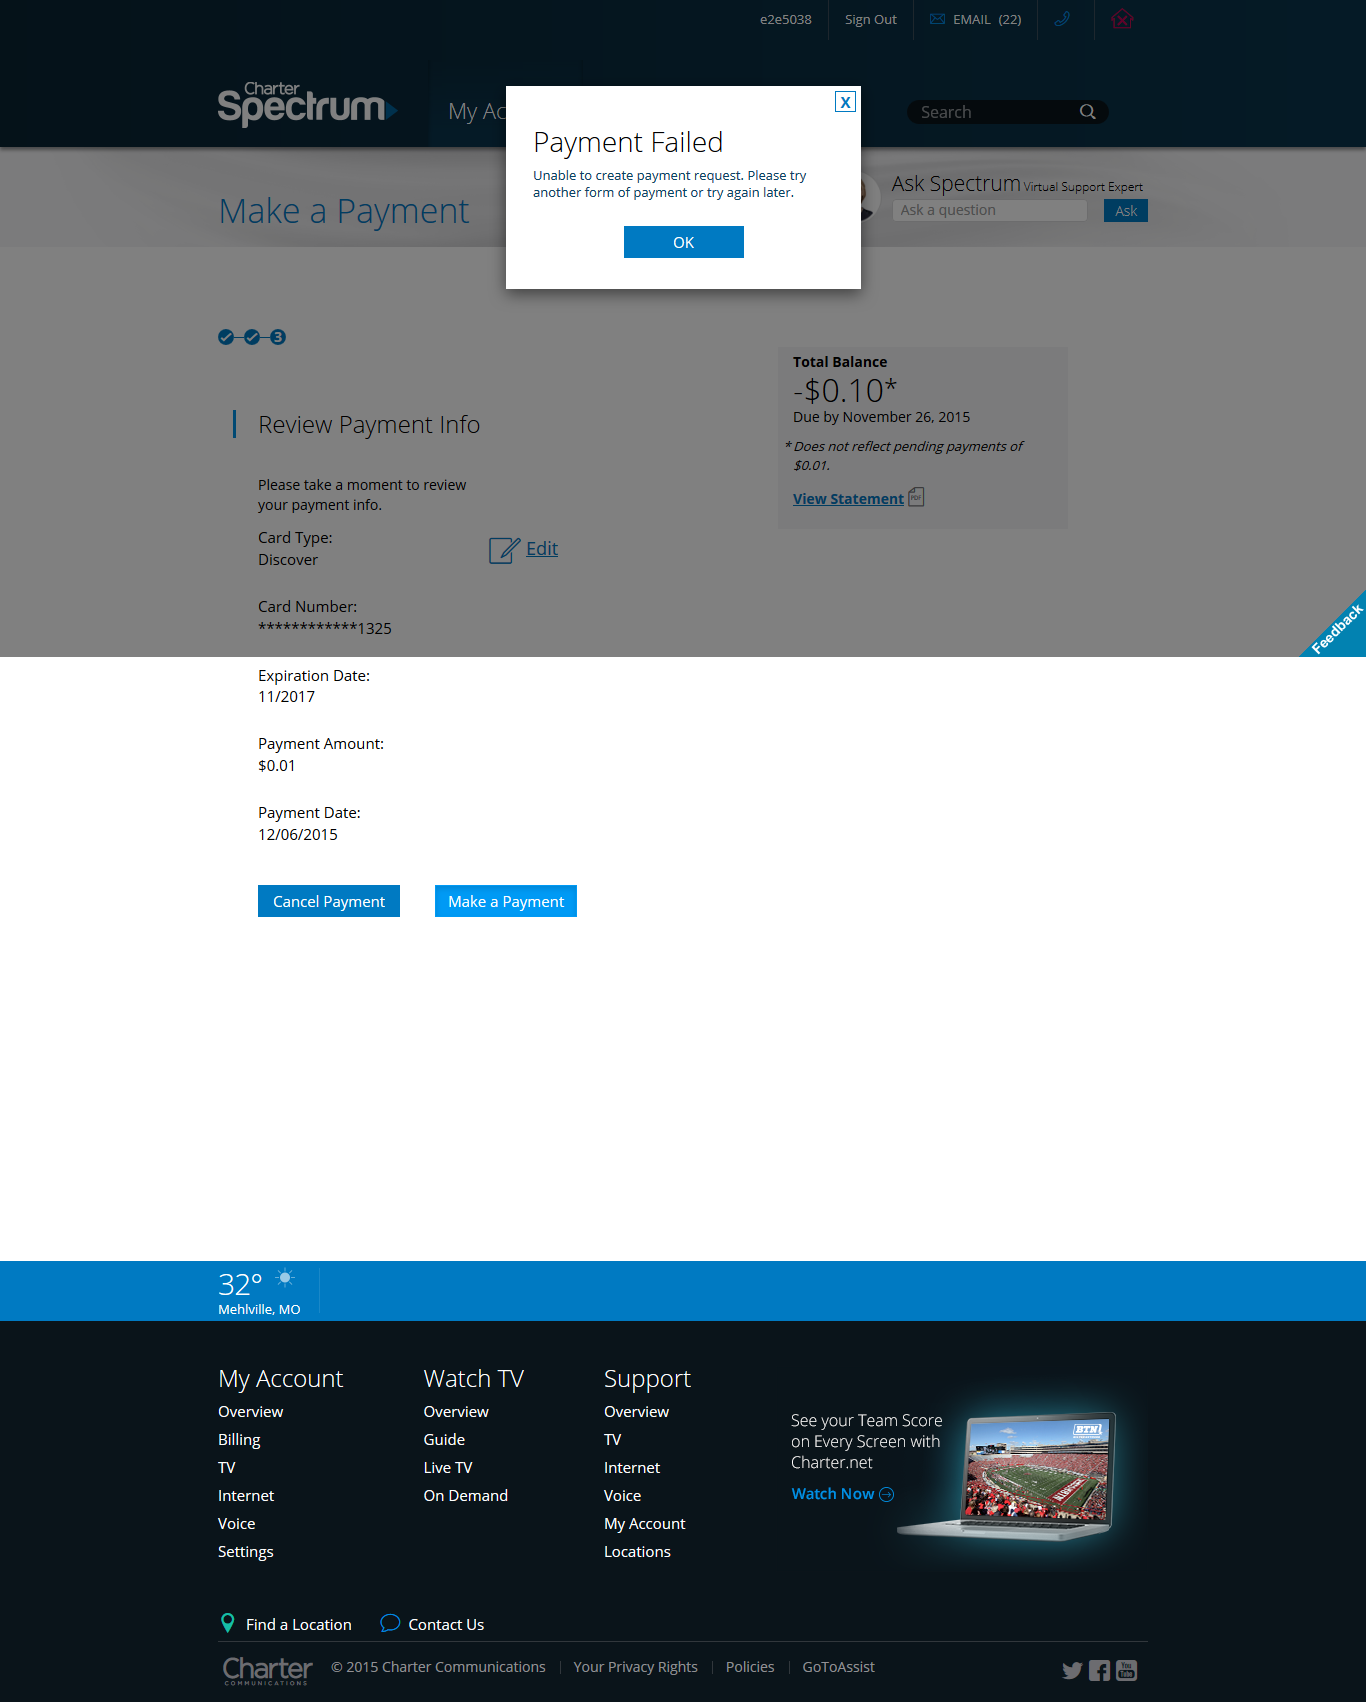 e2e5038
Sign Out
EMAIL (22)
Charter
Spectrum
My Ac
Search
X
Payment Failed
Unable to create payment request. Please try
another form of payment or try again later.
OK
Make a Payment
Ask Spectrum Virtual Support Expert
Ask a question
Ask
3
Total Balance
-$0.10*
Due by November 26, 2015
* Does not reflect pending payments of
$0.01.
View Statement PDF
Review Payment Info
Please take a moment to review
your payment info.
Card Type:
Discover
Edit
Card Number:
************1325
Feedback
Expiration Date:
11/2017
Payment Amount:
$0.01
Payment Date:
12/06/2015
Cancel Payment
Make a Payment
32°
Mehlville, MO
My Account
Overview
Billing
TV
Internet
Voice
Settings
Watch TV
Overview
Guide
Live TV
On Demand
Support
Overview
TV
Internet
Voice
My Account
Locations
See your Team Score
on Every Screen with
Charter.net
Watch Now
BTN
Find a Location
Contact Us
Charter
COMMUNICATIONS
© 2015 Charter Communications
Your Privacy Rights
Policies
GoToAssist
You
Tube